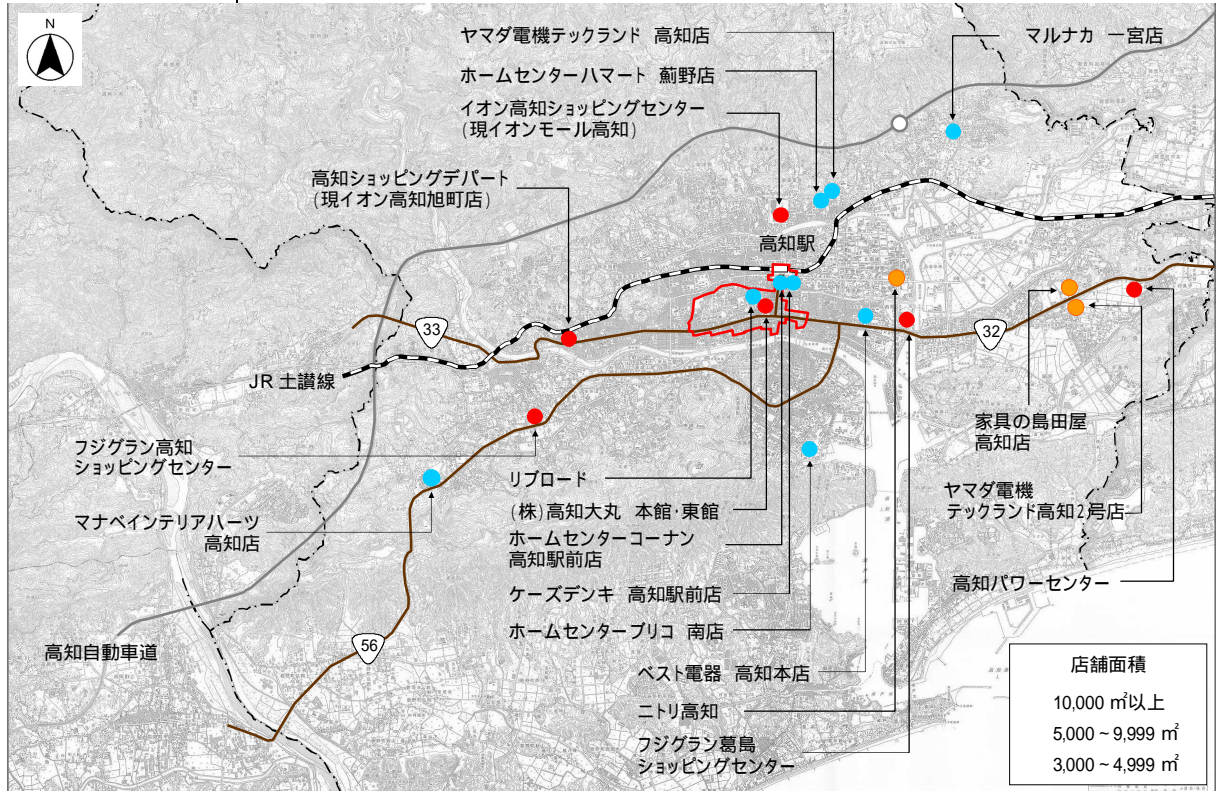 N
ヤマダ電機テックランド 高知店
マルナカ 一宮店
ホームセンターハマート 薊野店
イオン高知ショッピングセンター
(現イオンモール高知)
高知ショッピングデパート
(現イオン高知旭町店)
高知駅
33
32
JR 土讃線
家具の島田屋
高知店
フジグラン高知
ショッピングセンター
リブロード
ヤマダ電機
テックランド高知2号店
マナベインテリアハーツ
高知店
(株)高知大丸 本館・東館
ホームセンターコーナン
高知駅前店
高知パワーセンター
ケーズデンキ 高知駅前店
ホームセンターブリコ 南店
高知自動車道
56
ベスト電器 高知本店
ニトリ高知
フジグラン葛島
ショッピングセンター
店舗面積
10,000 ㎡以上
5,000 ~ 9,999 ㎡
3,000 ~ 4,999 ㎡